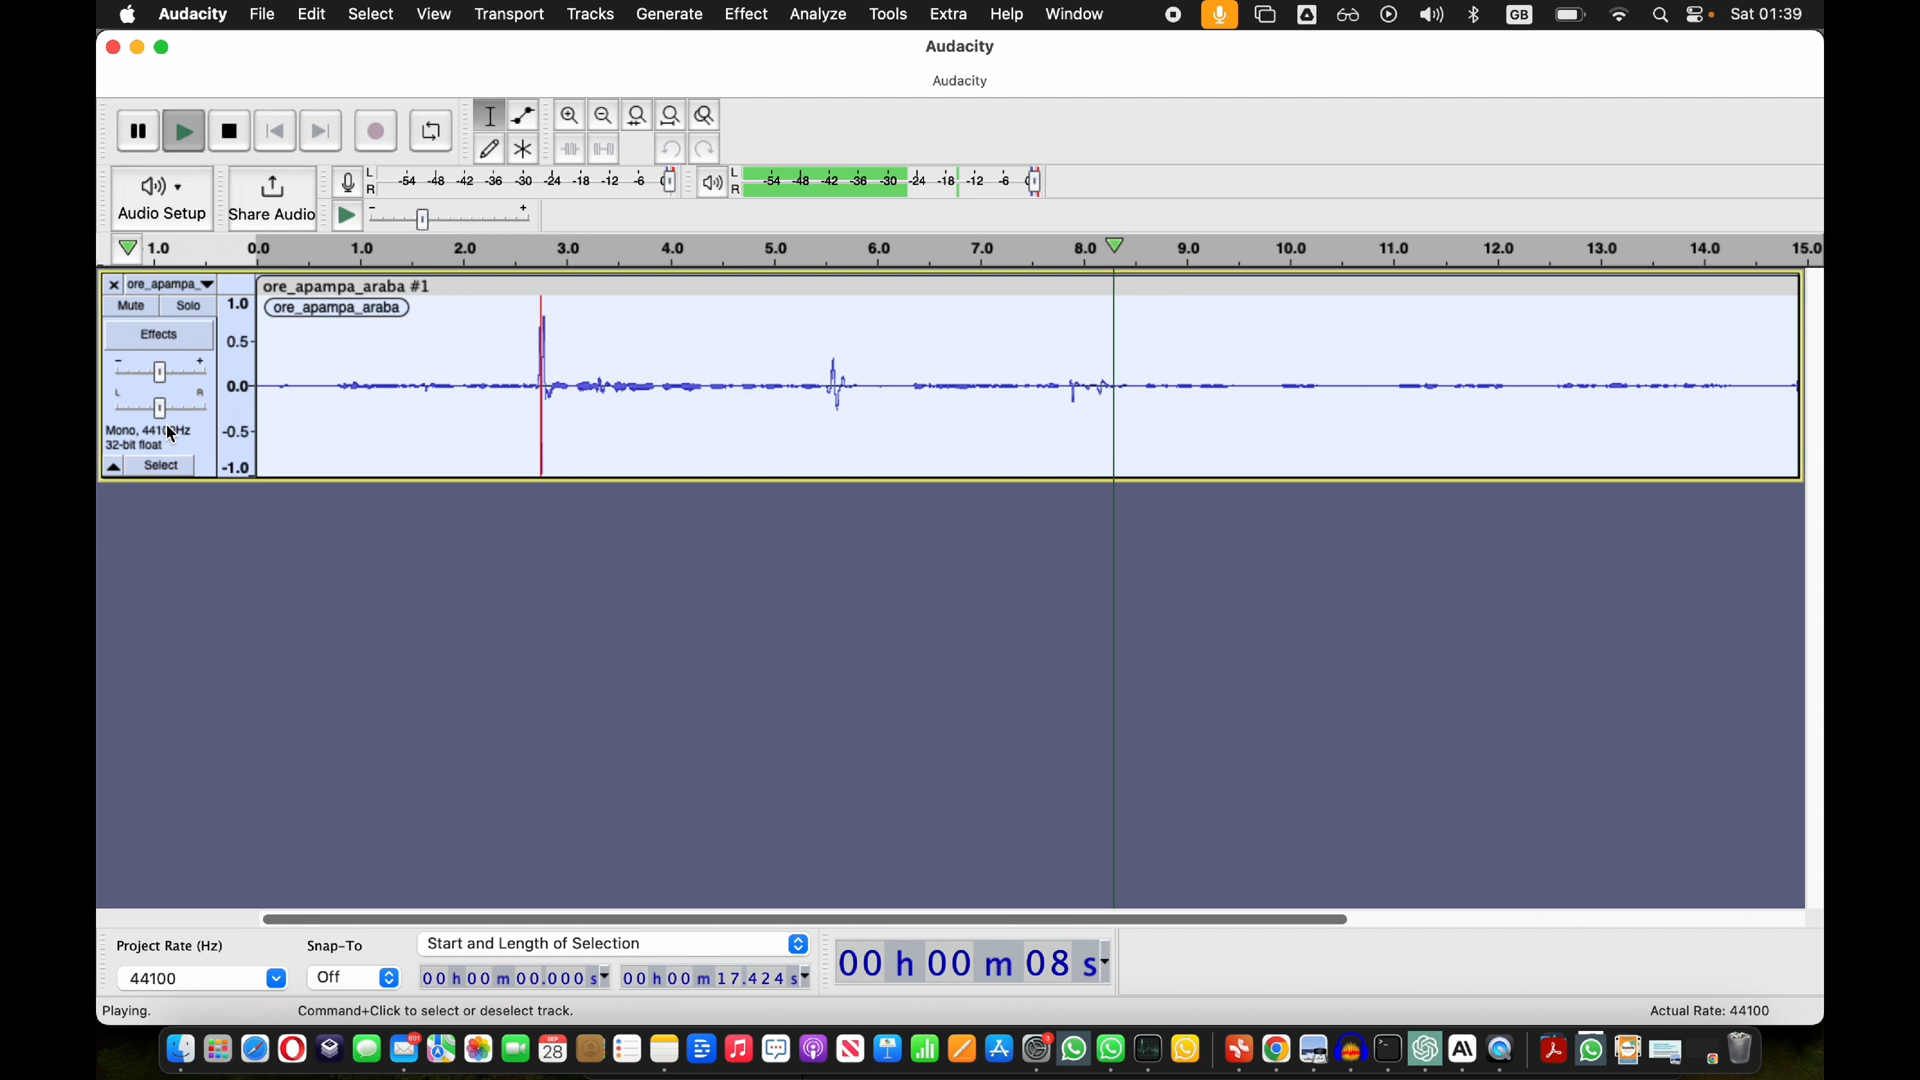 Audacity File Edit Select View Transport Tracks Generate Effect Analyze Tools Extra Help Window GB Sat 01:39
Audacity
Audacity
L R -54 -48 -42 -36 -30 -24 -18 -12 -6 L R -54 -48 -42 -36 -30 -24 -18 -12 -6
Audio Setup Share Audio - +
1.0 0.0 1.0 2.0 3.0 4.0 5.0 6.0 7.0 8.0 9.0 10.0 11.0 12.0 13.0 14.0 15.0
ore_apampa_ ore_apampa_araba #1
Mute Solo 1.0 ore_apampa_araba
Effects 0.5
- +
0.0
L R
Mono, 44100Hz -0.5
32-bit float
Select -1.0
Project Rate (Hz) Snap-To Start and Length of Selection
44100 Off 00 h 00 m 00.000 s 00 h 00 m 17.424 s 00 h 00 m 08 s
Playing. Command+Click to select or deselect track. Actual Rate: 44100
SEP
28